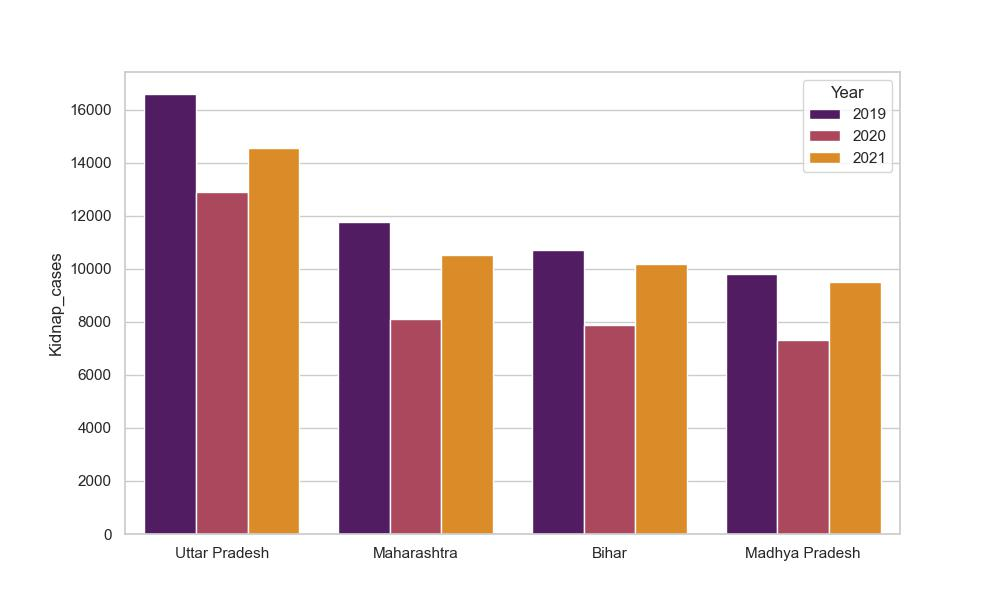 Year
2019
2020
2021
Kidnap_cases
16000
14000
12000
10000
8000
6000
4000
2000
0
Uttar Pradesh
Maharashtra
Bihar
Madhya Pradesh